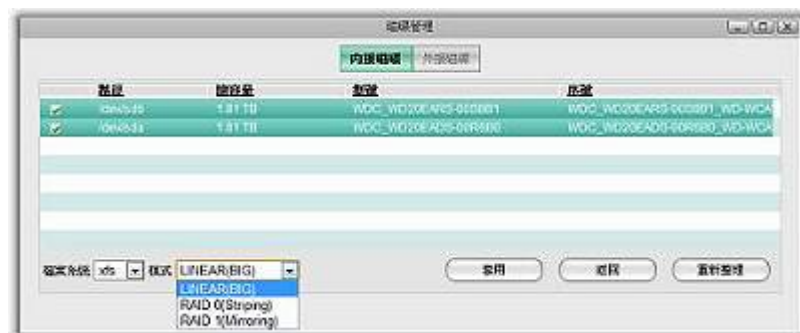 磁碟管理
內接磁碟 外接磁碟
路徑 總容量 型號 序號
/dev/sdb 1.81 TB WDC_WD20EARS-00S8B1 WDC_WD20EARS-00S8B1_WD-WCA
/dev/sda 1.81 TB WDC_WD20EADS-00R6B0 WDC_WD20EADS-00R6B0_WD-WCA
檔案系統 xfs 模式 LINEAR(BIG) 套用 返回 重新整理
LINEAR(BIG)
RAID 0(Striping)
RAID 1(Mirroring)